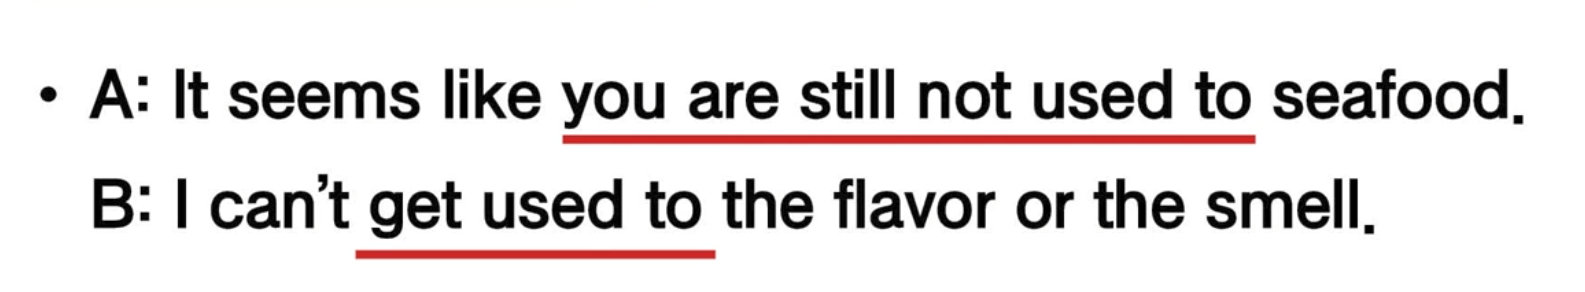 • A: It seems like you are still not used to seafood.
B: I can’t get used to the flavor or the smell.